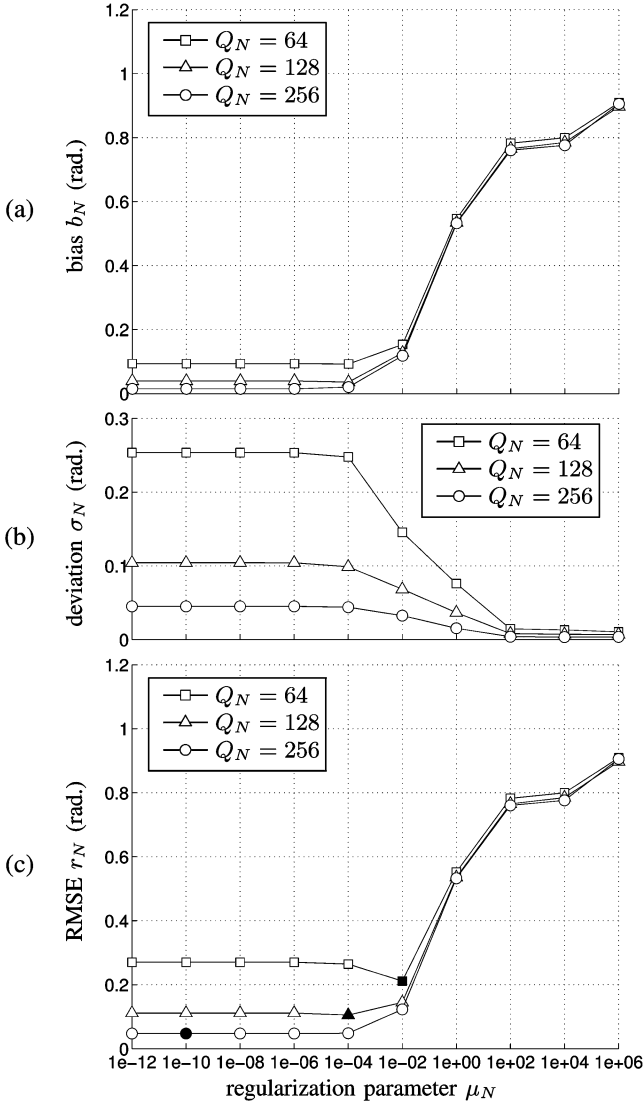 (a)
bias b_N (rad.)
1.2
1
0.8
0.6
0.4
0.2
0
Q_N = 64
Q_N = 128
Q_N = 256
(b)
deviation σ_N (rad.)
0.3
0.2
0.1
0
Q_N = 64
Q_N = 128
Q_N = 256
(c)
RMSE r_N (rad.)
1.2
1
0.8
0.6
0.4
0.2
0
Q_N = 64
Q_N = 128
Q_N = 256
1e-12 1e-10 1e-08 1e-06 1e-04 1e-02 1e+00 1e+02 1e+04 1e+06
regularization parameter μ_N